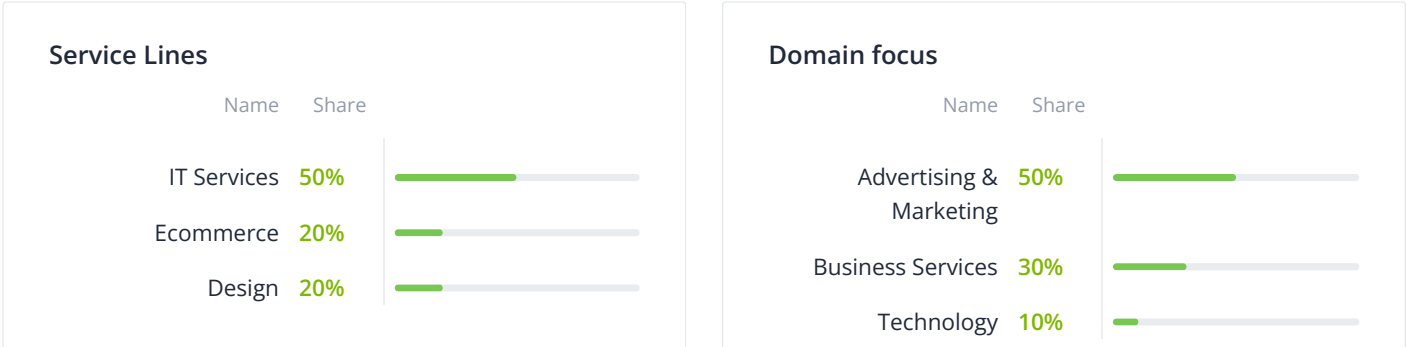 Service Lines
Name Share
IT Services 50%
Ecommerce 20%
Design 20%
Domain focus
Name Share
Advertising & 50%
Marketing
Business Services 30%
Technology 10%